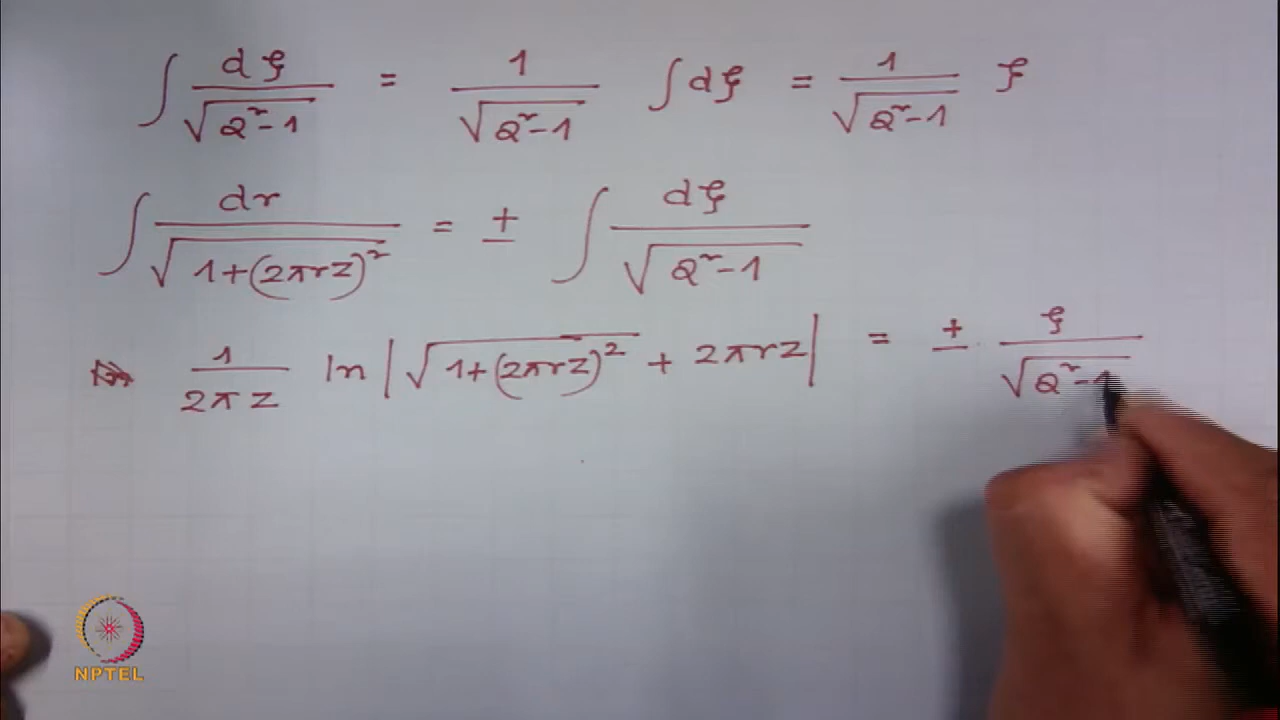 ∫ dξ / √(Q² - 1) = 1 / √(Q² - 1) ∫ dξ = 1 / √(Q² - 1) ξ
∫ dr / √(1 + (2πrz)²) = ± ∫ dξ / √(Q² - 1)
1 / 2πz ln | √(1 + (2πrz)²) + 2πrz | = ± ξ / √(Q² - 1)
NPTEL